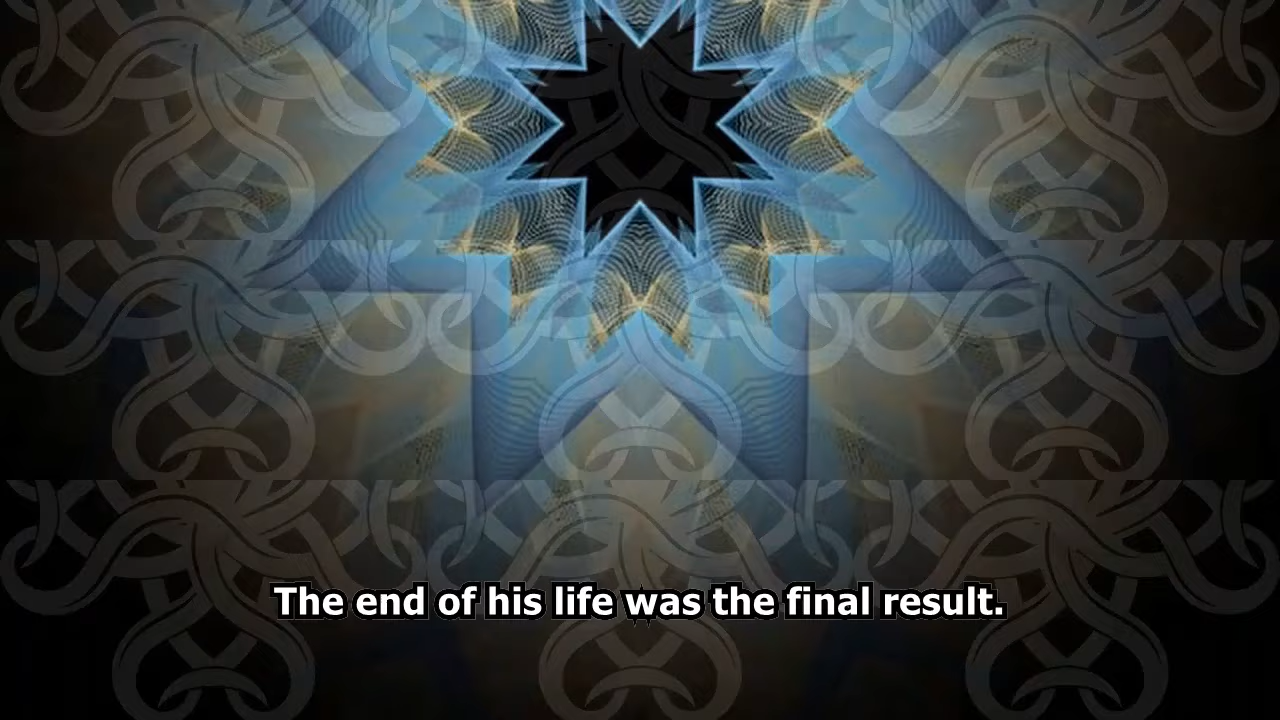 The end of his life was the final result.